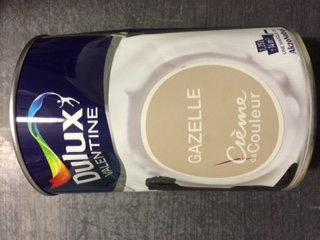 Dulux
VALENTINE
GAZELLE
Crème
de Couleur